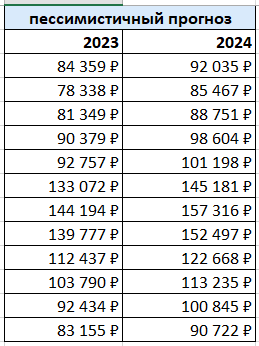 пессимистичный прогноз
2023 2024
84 359 ₽ 92 035 ₽
78 338 ₽ 85 467 ₽
81 349 ₽ 88 751 ₽
90 379 ₽ 98 604 ₽
92 757 ₽ 101 198 ₽
133 072 ₽ 145 181 ₽
144 194 ₽ 157 316 ₽
139 777 ₽ 152 497 ₽
112 437 ₽ 122 668 ₽
103 790 ₽ 113 235 ₽
92 434 ₽ 100 845 ₽
83 155 ₽ 90 722 ₽